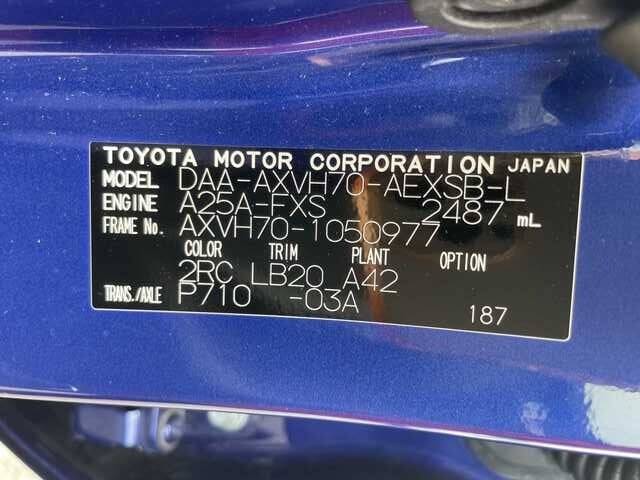 TOYOTA MOTOR CORPORATION JAPAN
MODEL DAA-AXVH70-AEXSB-L
ENGINE A25A-FXS 2487 mL
FRAME No. AXVH70-1050977
COLOR TRIM PLANT OPTION
2RC LB20 A42
TRANS./AXLE P710 -03A
187